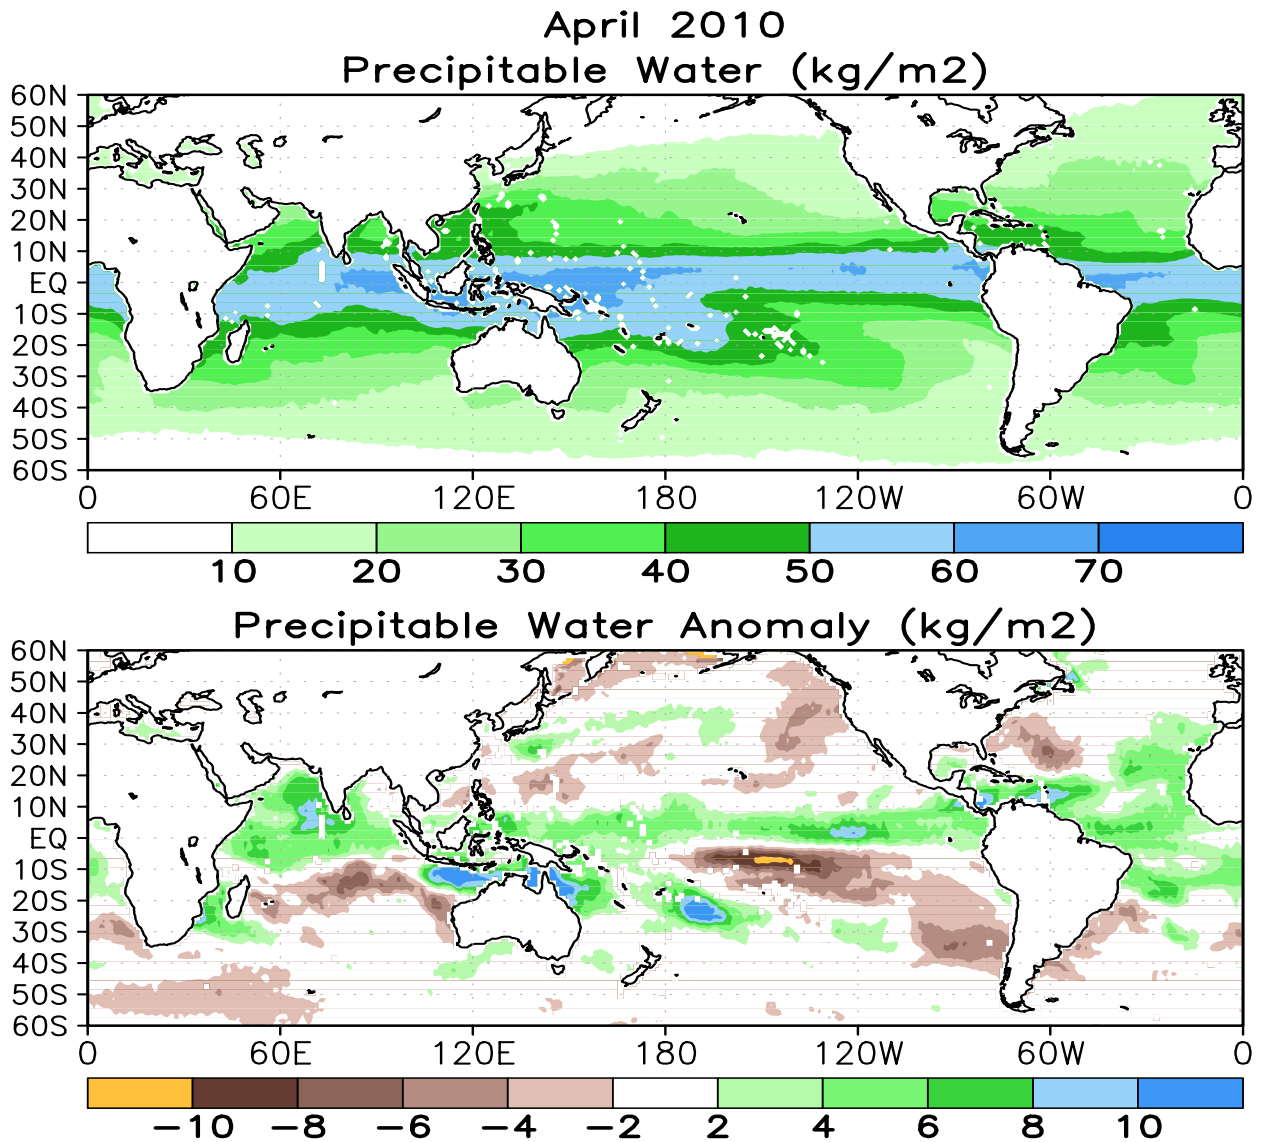 April 2010
Precipitable Water (kg/m2)
60N
50N
40N
30N
20N
10N
EQ
10S
20S
30S
40S
50S
60S
0 60E 120E 180 120W 60W 0
10 20 30 40 50 60 70
Precipitable Water Anomaly (kg/m2)
60N
50N
40N
30N
20N
10N
EQ
10S
20S
30S
40S
50S
60S
0 60E 120E 180 120W 60W 0
−10 −8 −6 −4 −2 2 4 6 8 10